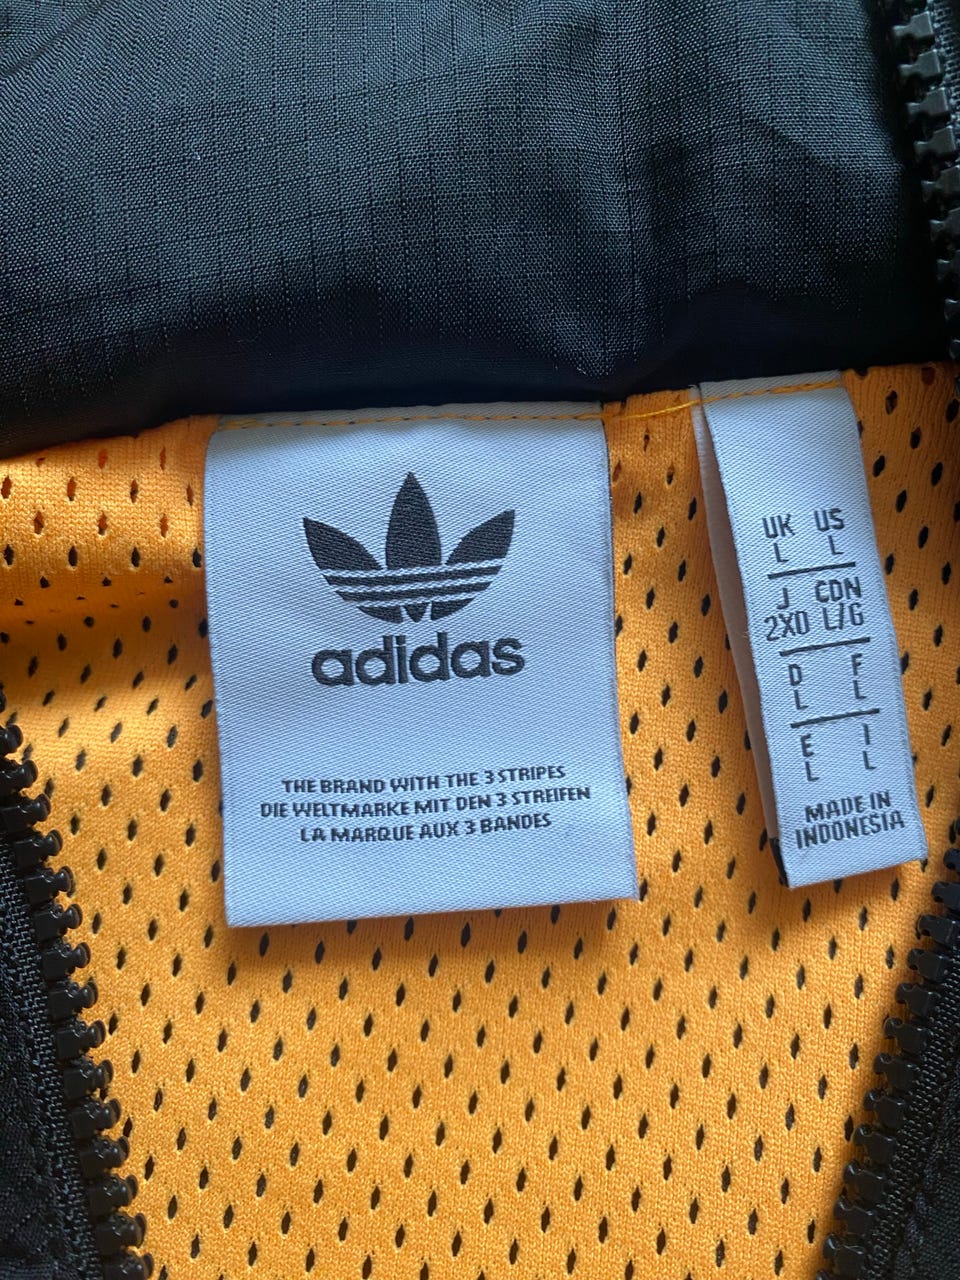 adidas
THE BRAND WITH THE 3 STRIPES
DIE WELTMARKE MIT DEN 3 STREIFEN
LA MARQUE AUX 3 BANDES
UK US
L L
J CDN
2XO L/G
D F
L L
E I
L L
MADE IN
INDONESIA